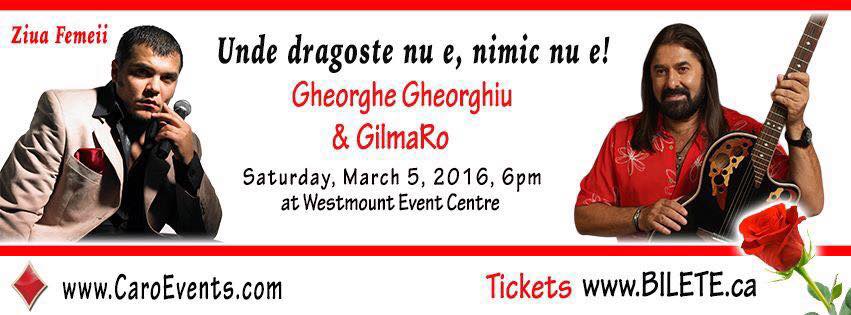 Ziua Femeii
Unde dragoste nu e, nimic nu e!
Gheorghe Gheorghiu
& GilmaRo
Saturday, March 5, 2016, 6pm
at Westmount Event Centre
www.CaroEvents.com
Tickets www.BILETE.ca